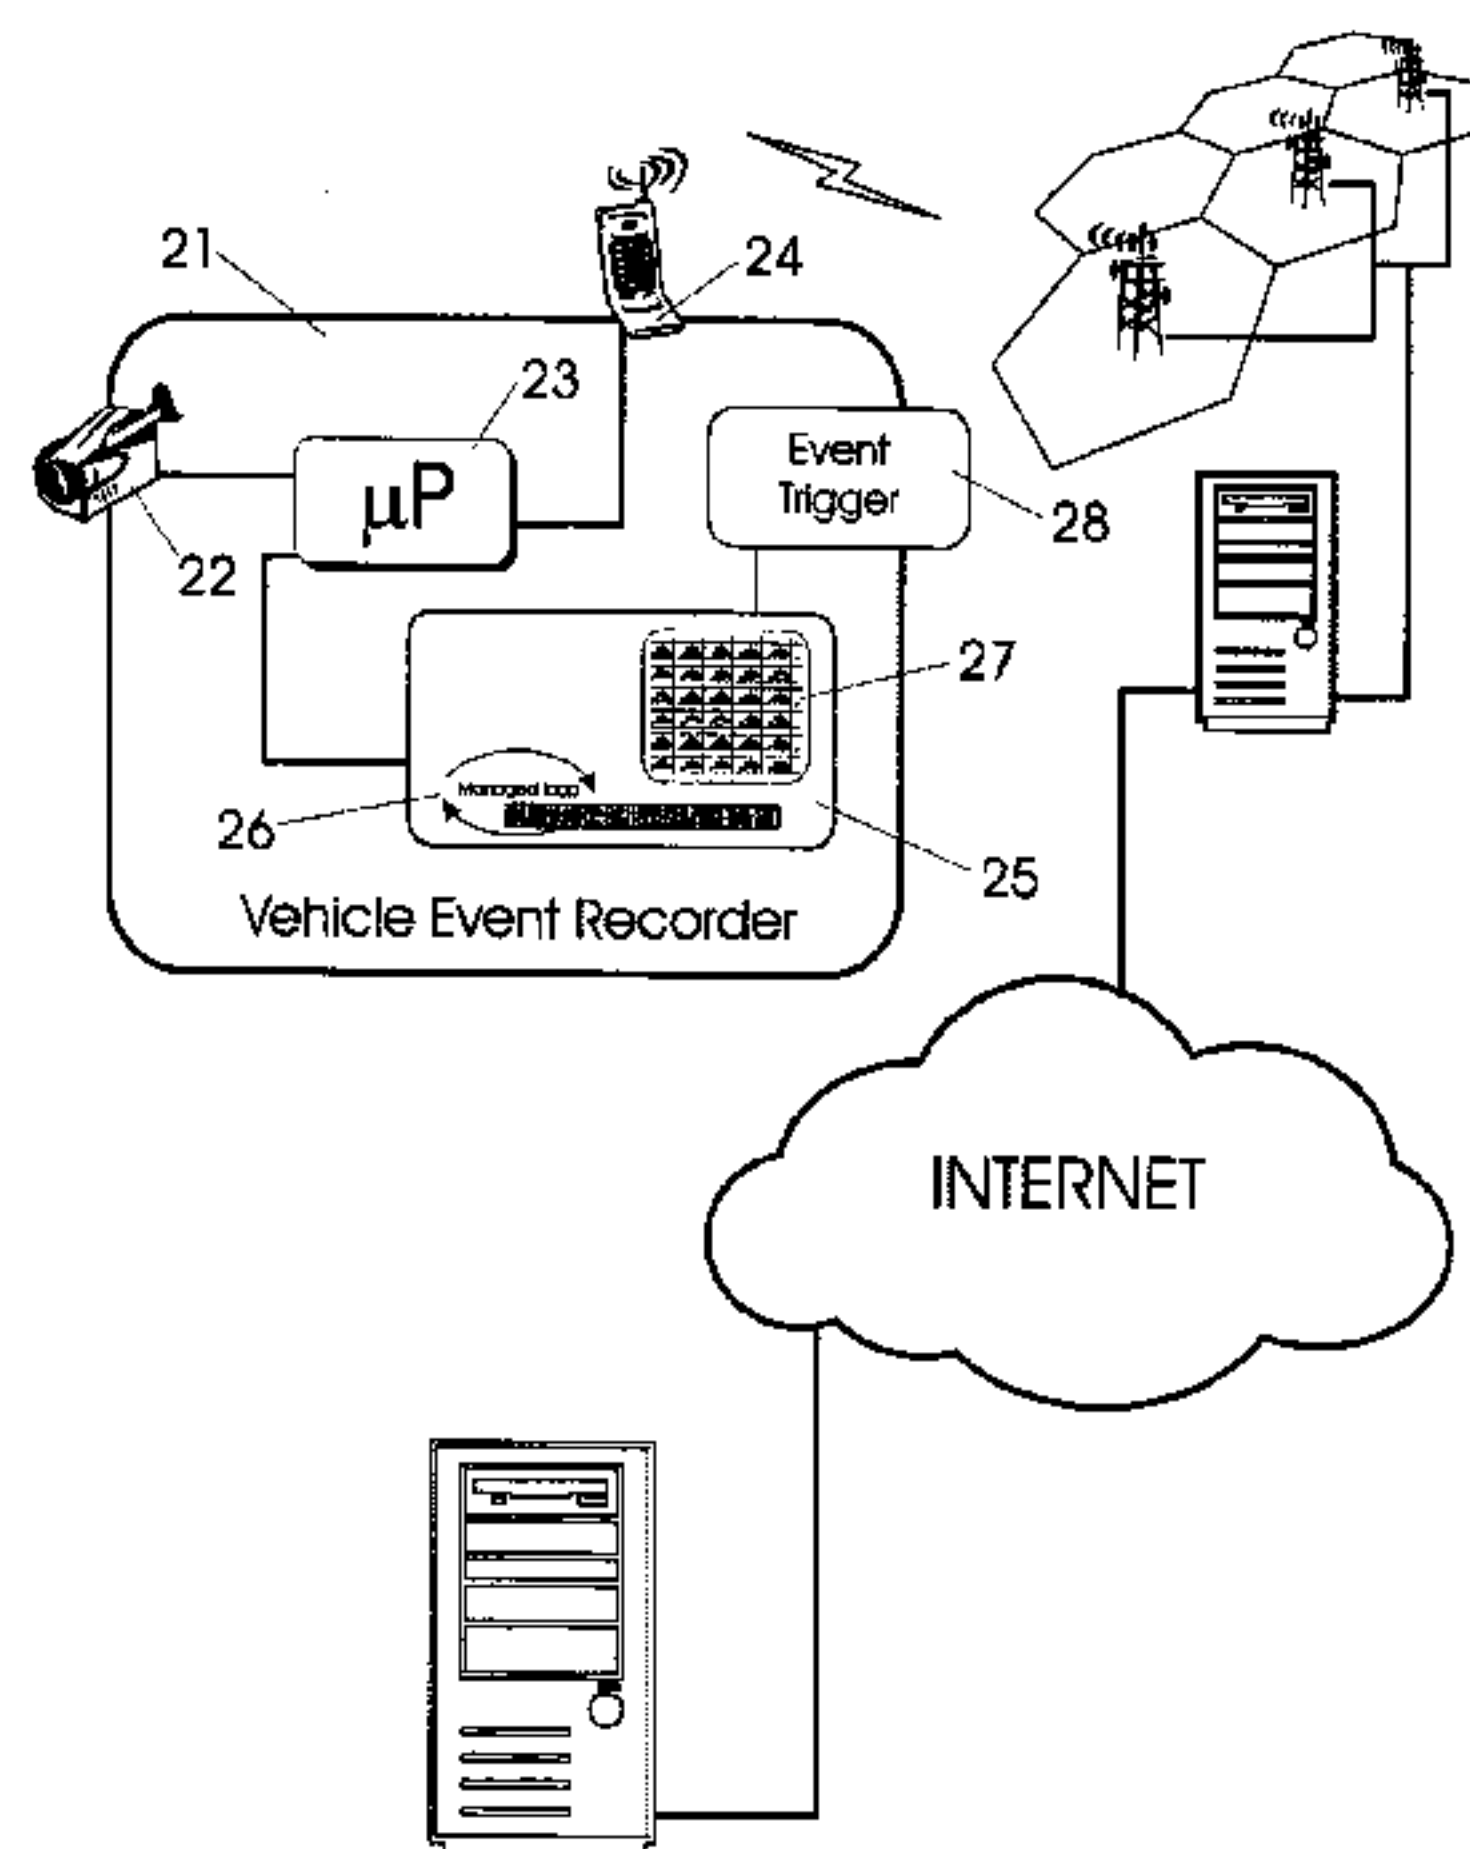 21
24
23
μP
Event
Trigger
28
22
27
Managed loop
26
25
Vehicle Event Recorder
INTERNET